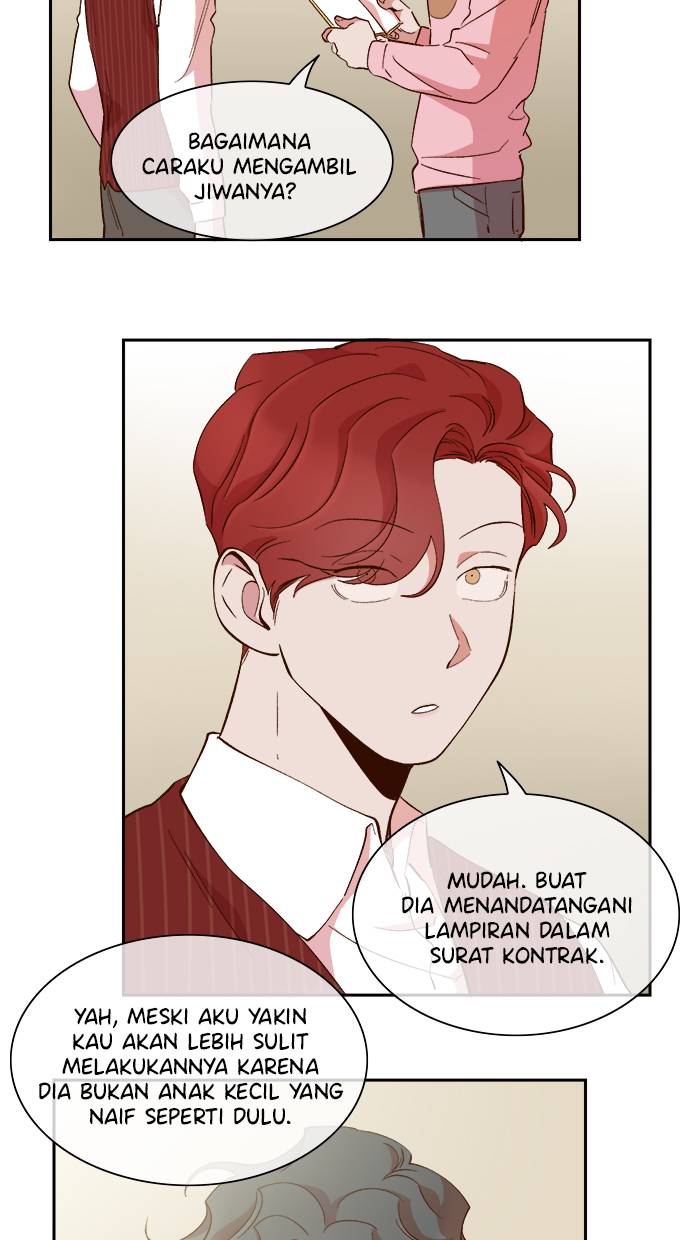 BAGAIMANA
CARAKU MENGAMBIL
JIWANYA?
MUDAH. BUAT
DIA MENANDATANGANI
LAMPIRAN DALAM
SURAT KONTRAK.
YAH, MESKI AKU YAKIN
KAU AKAN LEBIH SULIT
MELAKUKANNYA KARENA
DIA BUKAN ANAK KECIL YANG
NAIF SEPERTI DULU.